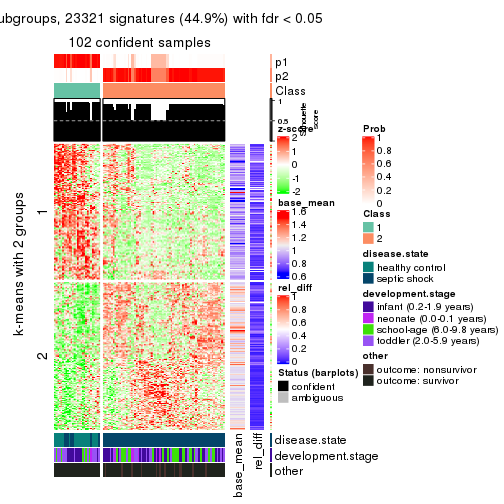 ubgroups, 23321 signatures (44.9%) with fdr < 0.05
102 confident samples
p1
p2
Class
1
0.5
Silhouette
score
z-score
2
1
0
-1
-2
base_mean
1.6
1.4
1.2
1
0.8
0.6
rel_diff
1
0.8
0.6
0.4
0.2
0
Status (barplots)
confident
ambiguous
Prob
1
0.8
0.6
0.4
0.2
0
Class
1
2
disease.state
healthy control
septic shock
development.stage
infant (0.2-1.9 years)
neonate (0.0-0.1 years)
school-age (6.0-9.8 years)
toddler (2.0-5.9 years)
other
outcome: nonsurvivor
outcome: survivor
k-means with 2 groups
1
2
disease.state
development.stage
other
base_mean
rel_diff